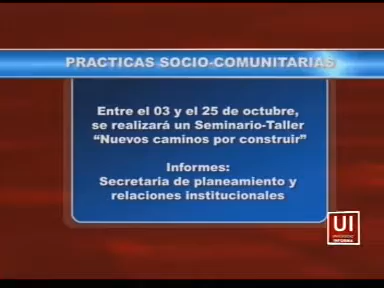 PRACTICAS SOCIO-COMUNITARIAS
Entre el 03 y el 25 de octubre,
se realizará un Seminario-Taller
"Nuevos caminos por construir"
Informes:
Secretaria de planeamiento y
relaciones institucionales
UI
INFORMA